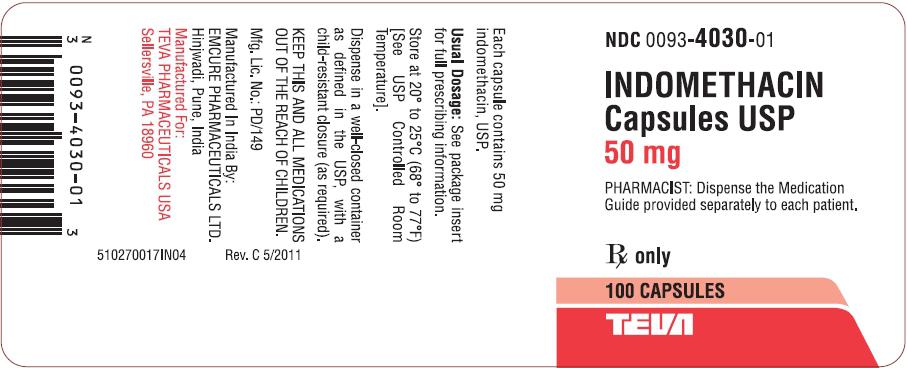 NDC 0093-4030-01
INDOMETHACIN
Capsules USP
50 mg
PHARMACIST: Dispense the Medication
Guide provided separately to each patient.
Rx only
100 CAPSULES
TEVA
Each capsule contains 50 mg
indomethacin, USP.
Usual Dosage: See package insert
for full prescribing information.
Store at 20° to 25°C (68° to 77°F)
[See USP Controlled Room
Temperature].
Dispense in a well-closed container
as defined in the USP, with a
child-resistant closure (as required).
KEEP THIS AND ALL MEDICATIONS
OUT OF THE REACH OF CHILDREN.
Mfg. Lic. No.: PD/149
Manufactured In India By:
EMCURE PHARMACEUTICALS LTD.
Hinjwadi, Pune, India
Manufactured For:
TEVA PHARMACEUTICALS USA
Sellersville, PA 18960
510270017IN04 Rev. C 5/2011
N
3 0093-4030-01 3